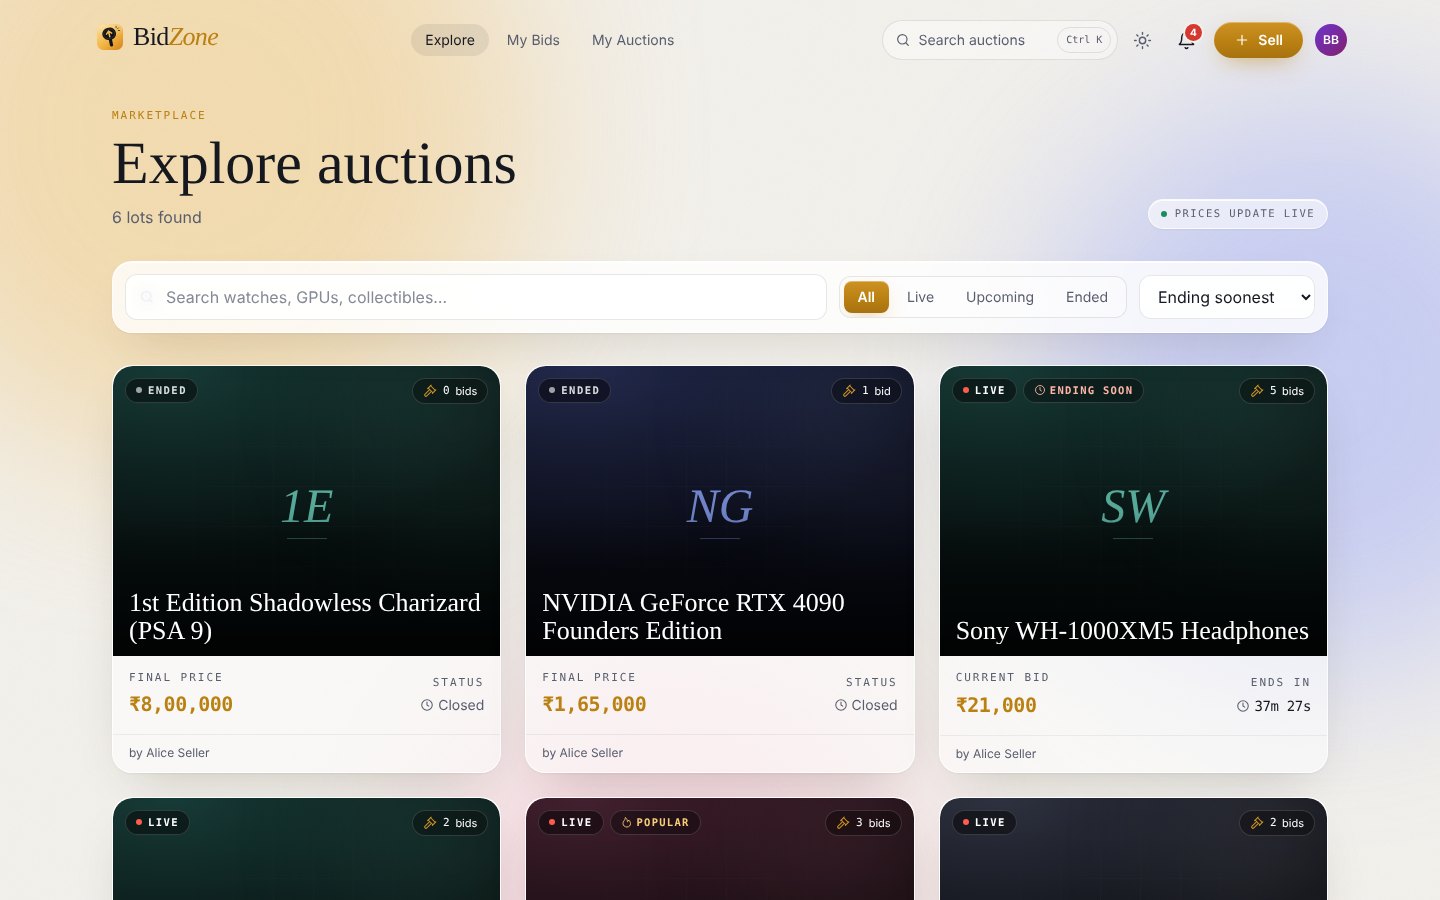 BidZone
Explore My Bids My Auctions
Search auctions Ctrl K
4
Sell
BB
MARKETPLACE
Explore auctions
6 lots found
PRICES UPDATE LIVE
Search watches, GPUs, collectibles...
All Live Upcoming Ended
Ending soonest
ENDED 0 bids
1E
1st Edition Shadowless Charizard
(PSA 9)
FINAL PRICE STATUS
₹8,00,000 Closed
by Alice Seller
ENDED 1 bid
NG
NVIDIA GeForce RTX 4090
Founders Edition
FINAL PRICE STATUS
₹1,65,000 Closed
by Alice Seller
LIVE ENDING SOON 5 bids
SW
Sony WH-1000XM5 Headphones
CURRENT BID ENDS IN
₹21,000 37m 27s
by Alice Seller
LIVE 2 bids
LIVE POPULAR 3 bids
LIVE 2 bids